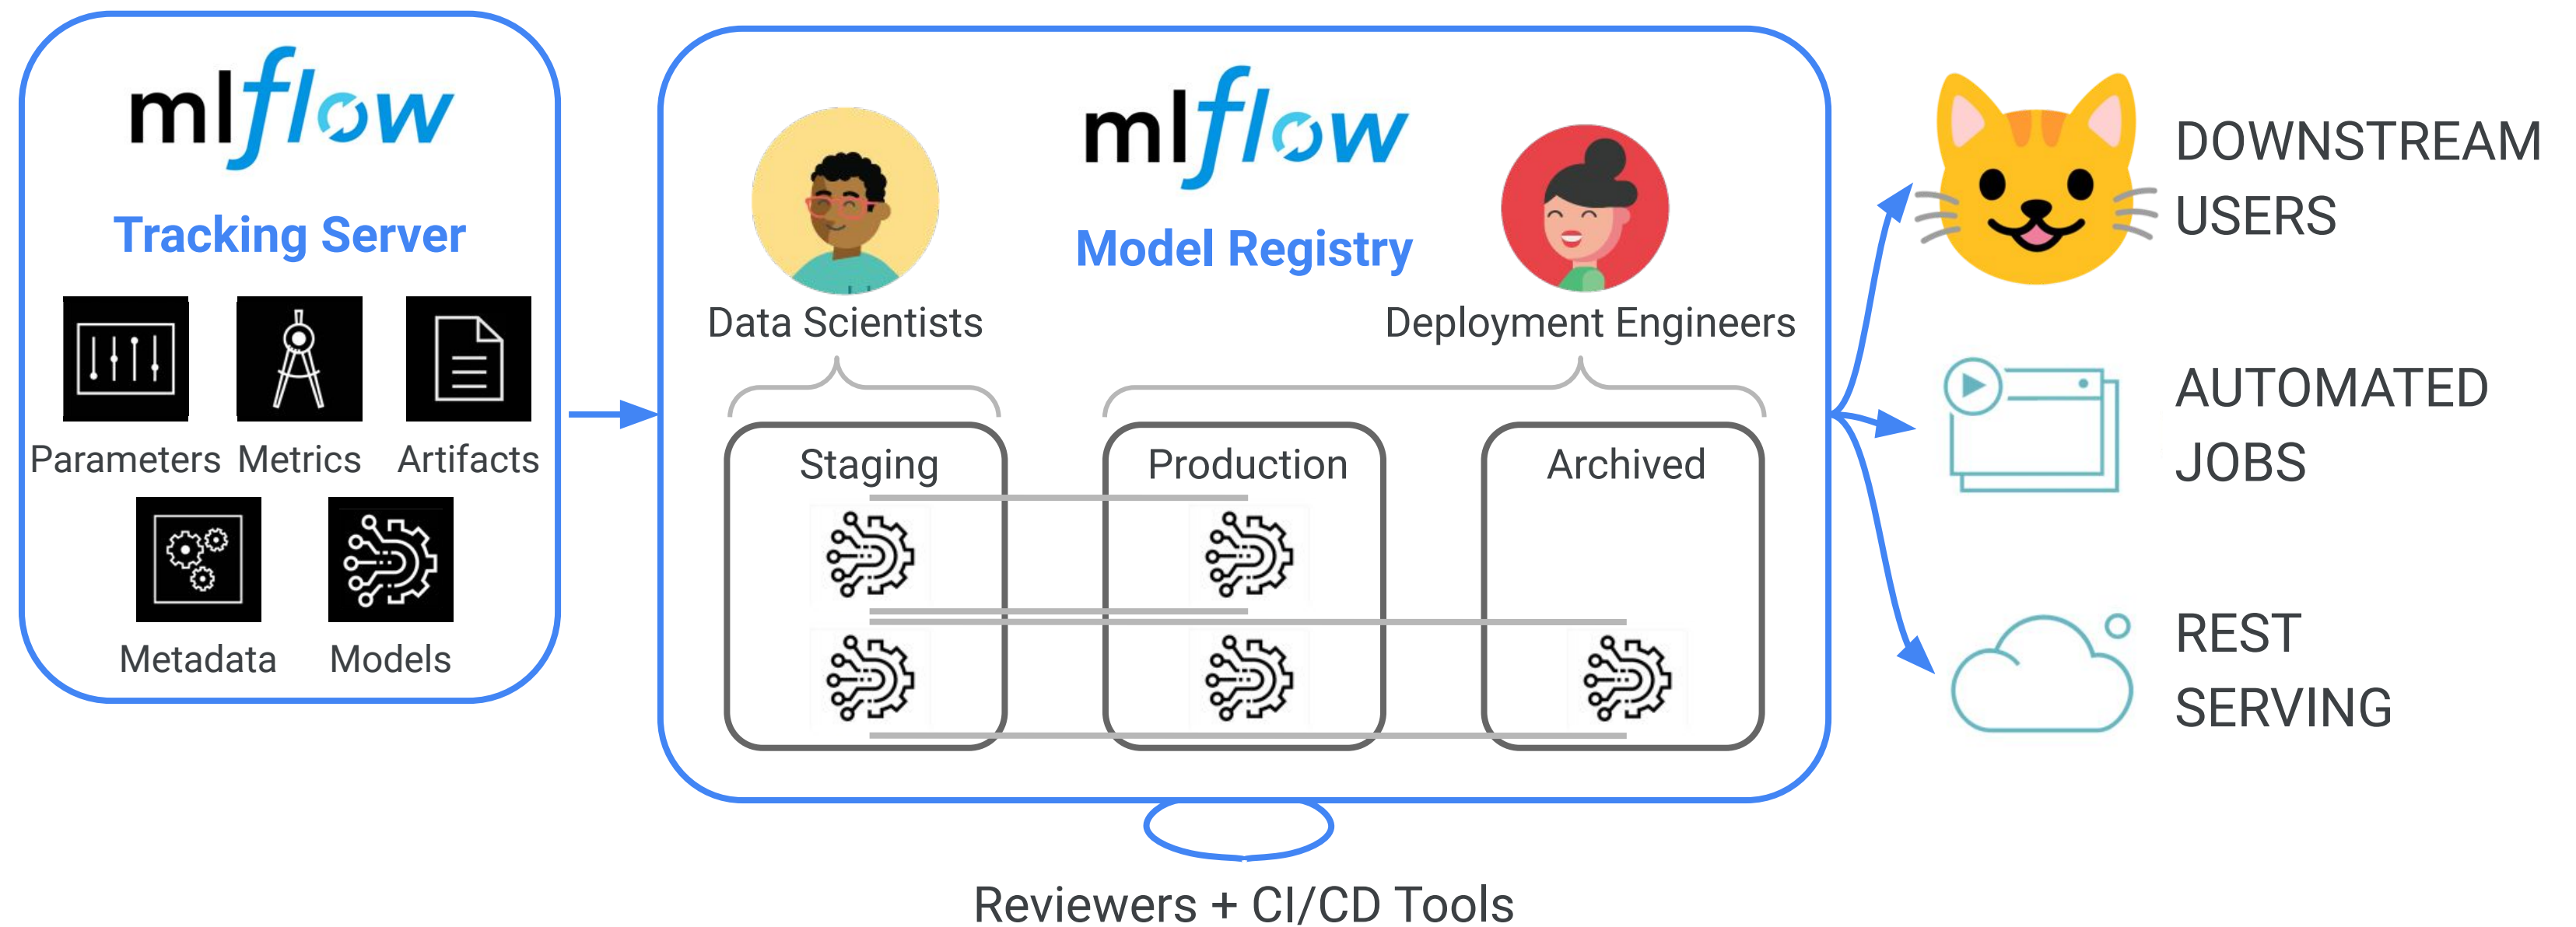 mlflow
Tracking Server
Parameters Metrics Artifacts
Metadata Models
mlflow
Model Registry
Data Scientists
Deployment Engineers
Staging
Production
Archived
Reviewers + CI/CD Tools
DOWNSTREAM
USERS
AUTOMATED
JOBS
REST
SERVING